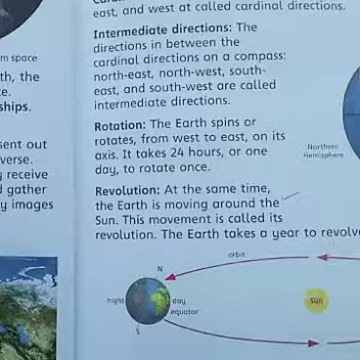 east, and west at called cardinal directions.
Intermediate directions: The
directions in between the
cardinal directions on a compass:
north-east, north-west, south-
east, and south-west are called
intermediate directions.
Rotation: The Earth spins or
rotates, from west to east, on its
axis. It takes 24 hours, or one
day, to rotate once.
Revolution: At the same time,
the Earth is moving around the
Sun. This movement is called its
revolution. The Earth takes a year to revolv
m space
th, the
e.
ships.
sent out
verse.
receive
gather
y images
Northern
Hemisphere
orbit
N
night
day
equator
S
Sun